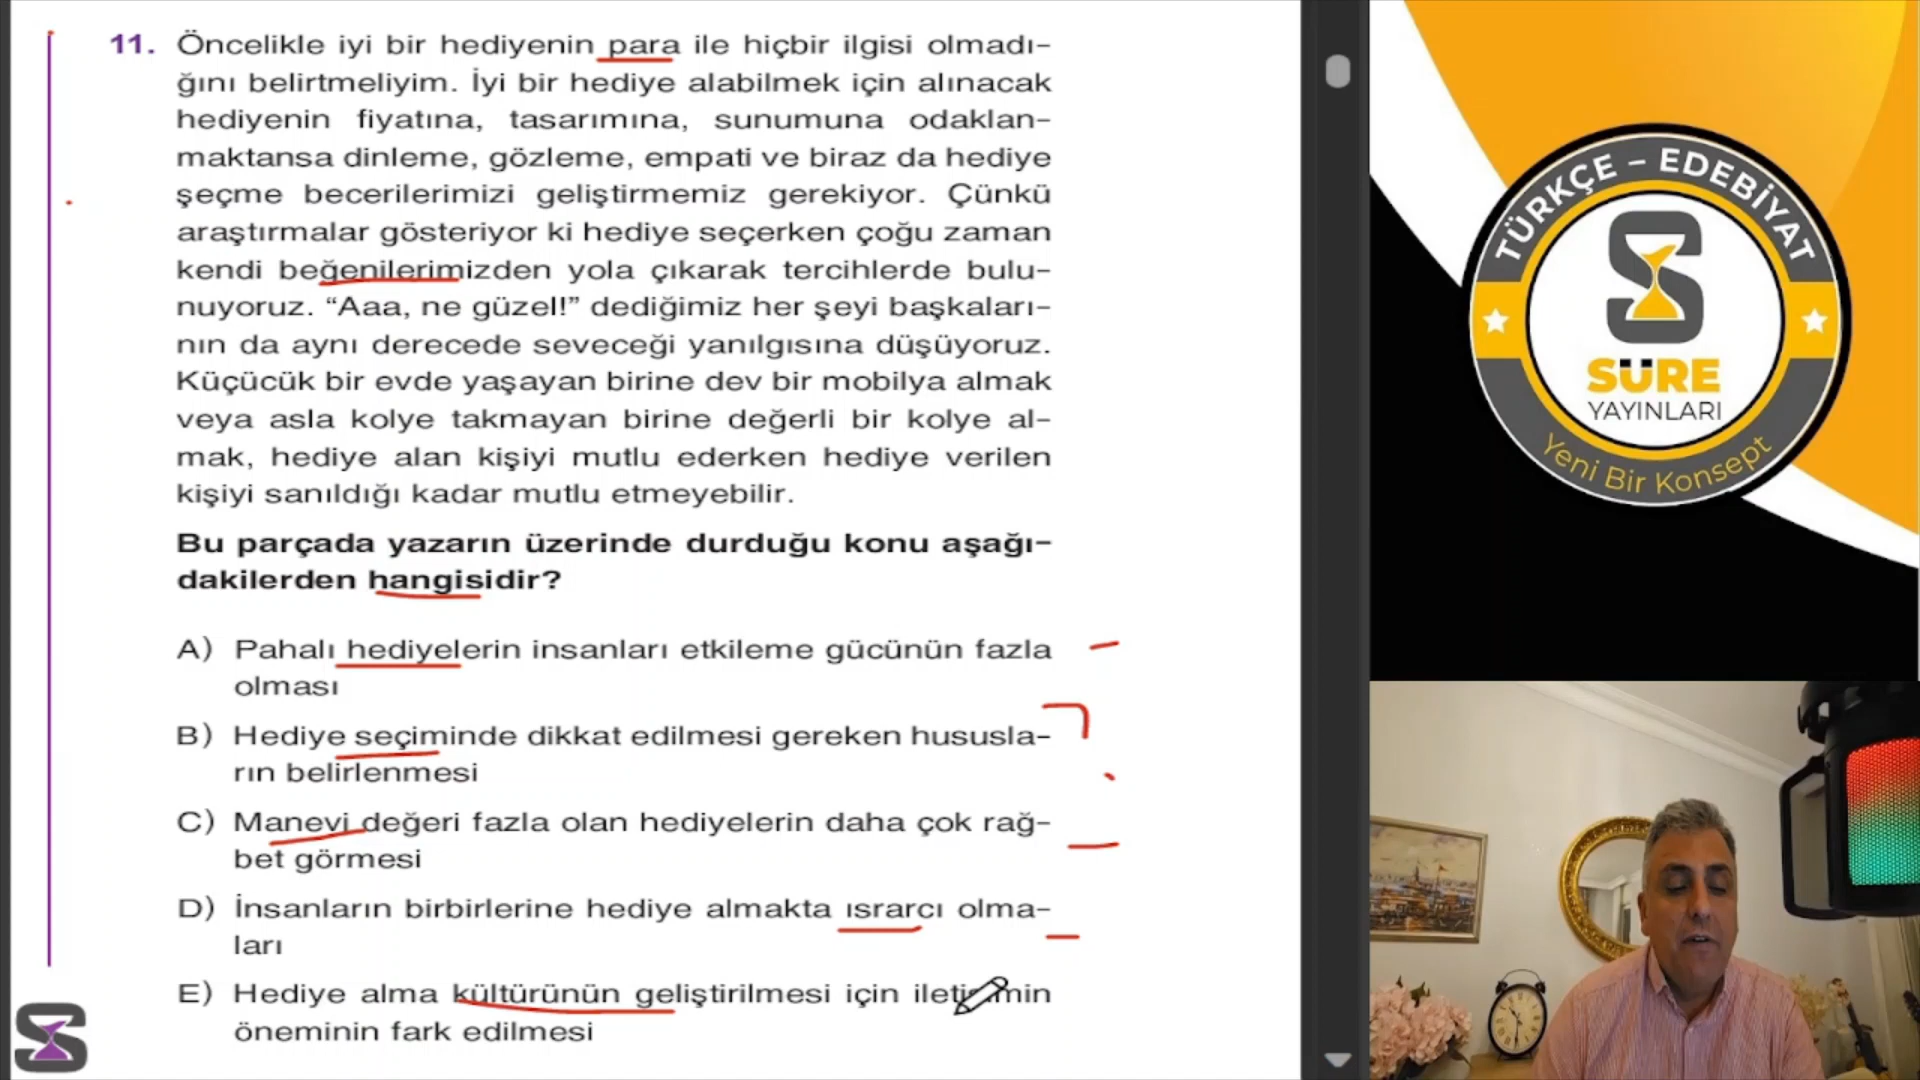 11. Öncelikle iyi bir hediyenin para ile hiçbir ilgisi olmadı-
ğını belirtmeliyim. İyi bir hediye alabilmek için alınacak
hediyenin fiyatına, tasarımına, sunumuna odaklan-
maktansa dinleme, gözleme, empati ve biraz da hediye
seçme becerilerimizi geliştirmemiz gerekiyor. Çünkü
araştırmalar gösteriyor ki hediye seçerken çoğu zaman
kendi beğenilerimizden yola çıkarak tercihlerde bulu-
nuyoruz. “Aaa, ne güzel!” dediğimiz her şeyi başkaları-
nın da aynı derecede seveceği yanılgısına düşüyoruz.
Küçücük bir evde yaşayan birine dev bir mobilya almak
veya asla kolye takmayan birine değerli bir kolye al-
mak, hediye alan kişiyi mutlu ederken hediye verilen
kişiyi sanıldığı kadar mutlu etmeyebilir.
Bu parçada yazarın üzerinde durduğu konu aşağı-
dakilerden hangisidir?
A) Pahalı hediyelerin insanları etkileme gücünün fazla
olması
B) Hediye seçiminde dikkat edilmesi gereken hususla-
rın belirlenmesi
C) Manevi değeri fazla olan hediyelerin daha çok rağ-
bet görmesi
D) İnsanların birbirlerine hediye almakta ısrarcı olma-
ları
E) Hediye alma kültürünün geliştirilmesi için iletişimin
öneminin fark edilmesi
TÜRKÇE – EDEBİYAT
SÜRE
YAYINLARI
Yeni Bir Konsept